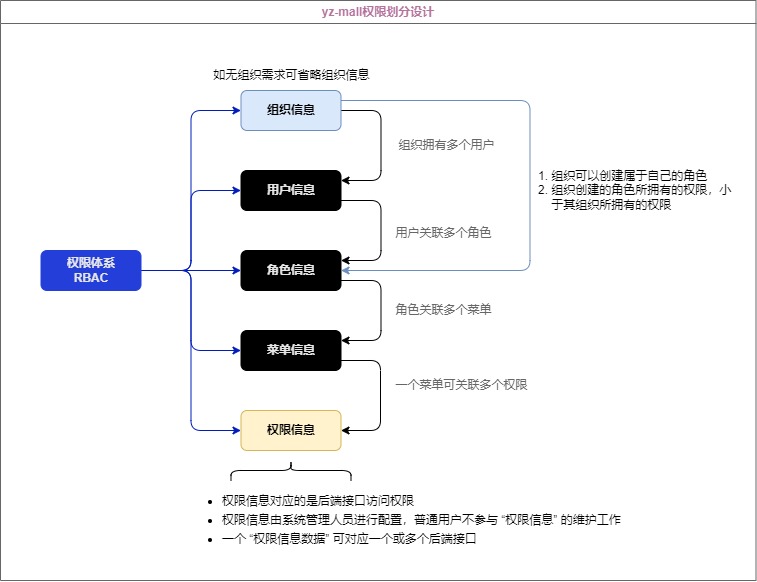 yz-mall权限划分设计
如无组织需求可省略组织信息
组织信息
组织拥有多个用户
1. 组织可以创建属于自己的角色
2. 组织创建的角色所拥有的权限，小
于其组织所拥有的权限
用户信息
用户关联多个角色
权限体系
RBAC
角色信息
角色关联多个菜单
菜单信息
一个菜单可关联多个权限
权限信息
• 权限信息对应的是后端接口访问权限
• 权限信息由系统管理人员进行配置，普通用户不参与 “权限信息” 的维护工作
• 一个 “权限信息数据” 可对应一个或多个后端接口